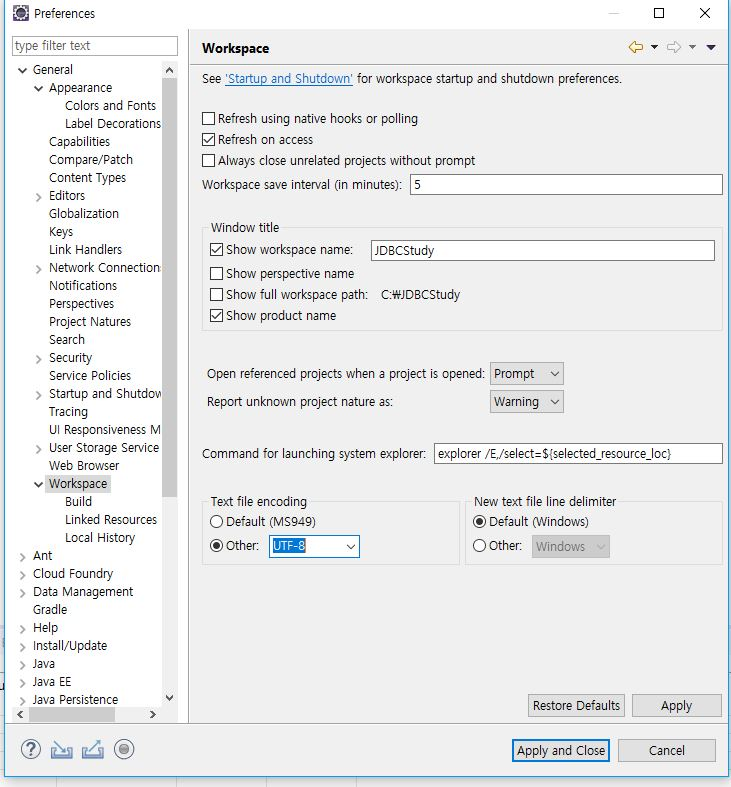 Preferences
type filter text
General
Appearance
Colors and Fonts
Label Decorations
Capabilities
Compare/Patch
Content Types
Editors
Globalization
Keys
Link Handlers
Network Connection
Notifications
Perspectives
Project Natures
Search
Security
Service Policies
Startup and Shutdow
Tracing
UI Responsiveness M
User Storage Service
Web Browser
Workspace
Build
Linked Resources
Local History
Ant
Cloud Foundry
Data Management
Gradle
Help
Install/Update
Java
Java EE
Java Persistence
Workspace
See 'Startup and Shutdown' for workspace startup and shutdown preferences.
Refresh using native hooks or polling
Refresh on access
Always close unrelated projects without prompt
Workspace save interval (in minutes): 5
Window title
Show workspace name: JDBCStudy
Show perspective name
Show full workspace path: C:₩JDBCStudy
Show product name
Open referenced projects when a project is opened: Prompt
Report unknown project nature as: Warning
Command for launching system explorer: explorer /E,/select=${selected_resource_loc}
Text file encoding
Default (MS949)
Other: UTF-8
New text file line delimiter
Default (Windows)
Other: Windows
Restore Defaults Apply
? Apply and Close Cancel